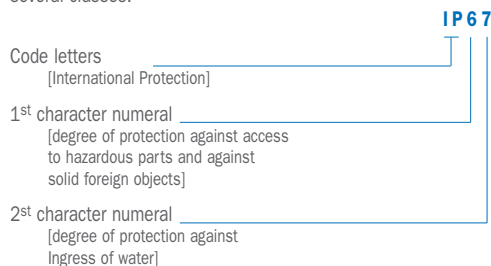 several classes.
IP67
Code letters
[International Protection]
1st character numeral
[degree of protection against access
to hazardous parts and against
solid foreign objects]
2st character numeral
[degree of protection against
Ingress of water]